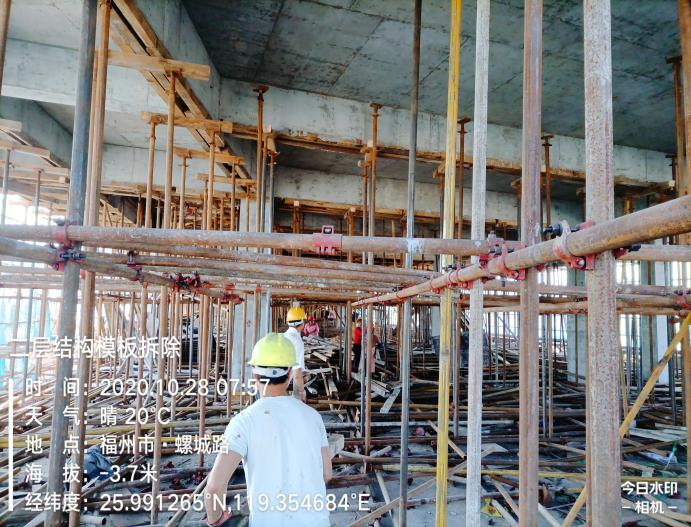 二层结构模板拆除
时 间：2020.10.28 07:57
天 气：晴 20℃
地 点：福州市·螺城路
海 拔：3.7米
经纬度：25.991265°N,119.354684°E
今日水印
－相机－